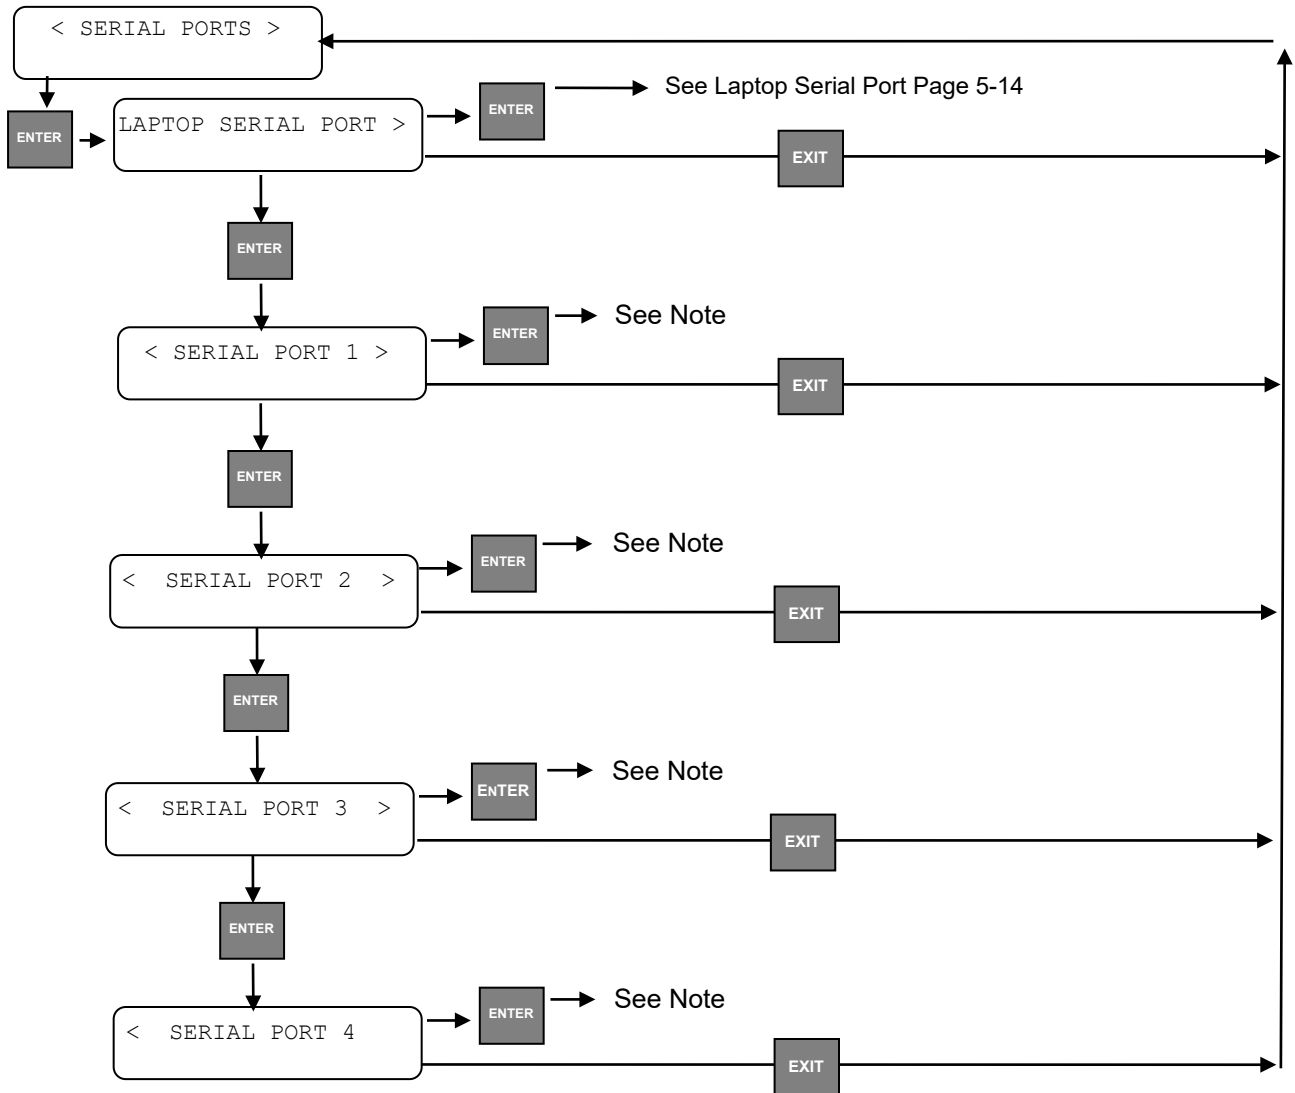 < SERIAL PORTS >
ENTER
LAPTOP SERIAL PORT >
ENTER
See Laptop Serial Port Page 5-14
EXIT
ENTER
< SERIAL PORT 1 >
ENTER
See Note
EXIT
ENTER
< SERIAL PORT 2 >
ENTER
See Note
EXIT
ENTER
< SERIAL PORT 3 >
ENTER
See Note
EXIT
ENTER
< SERIAL PORT 4
ENTER
See Note
EXIT